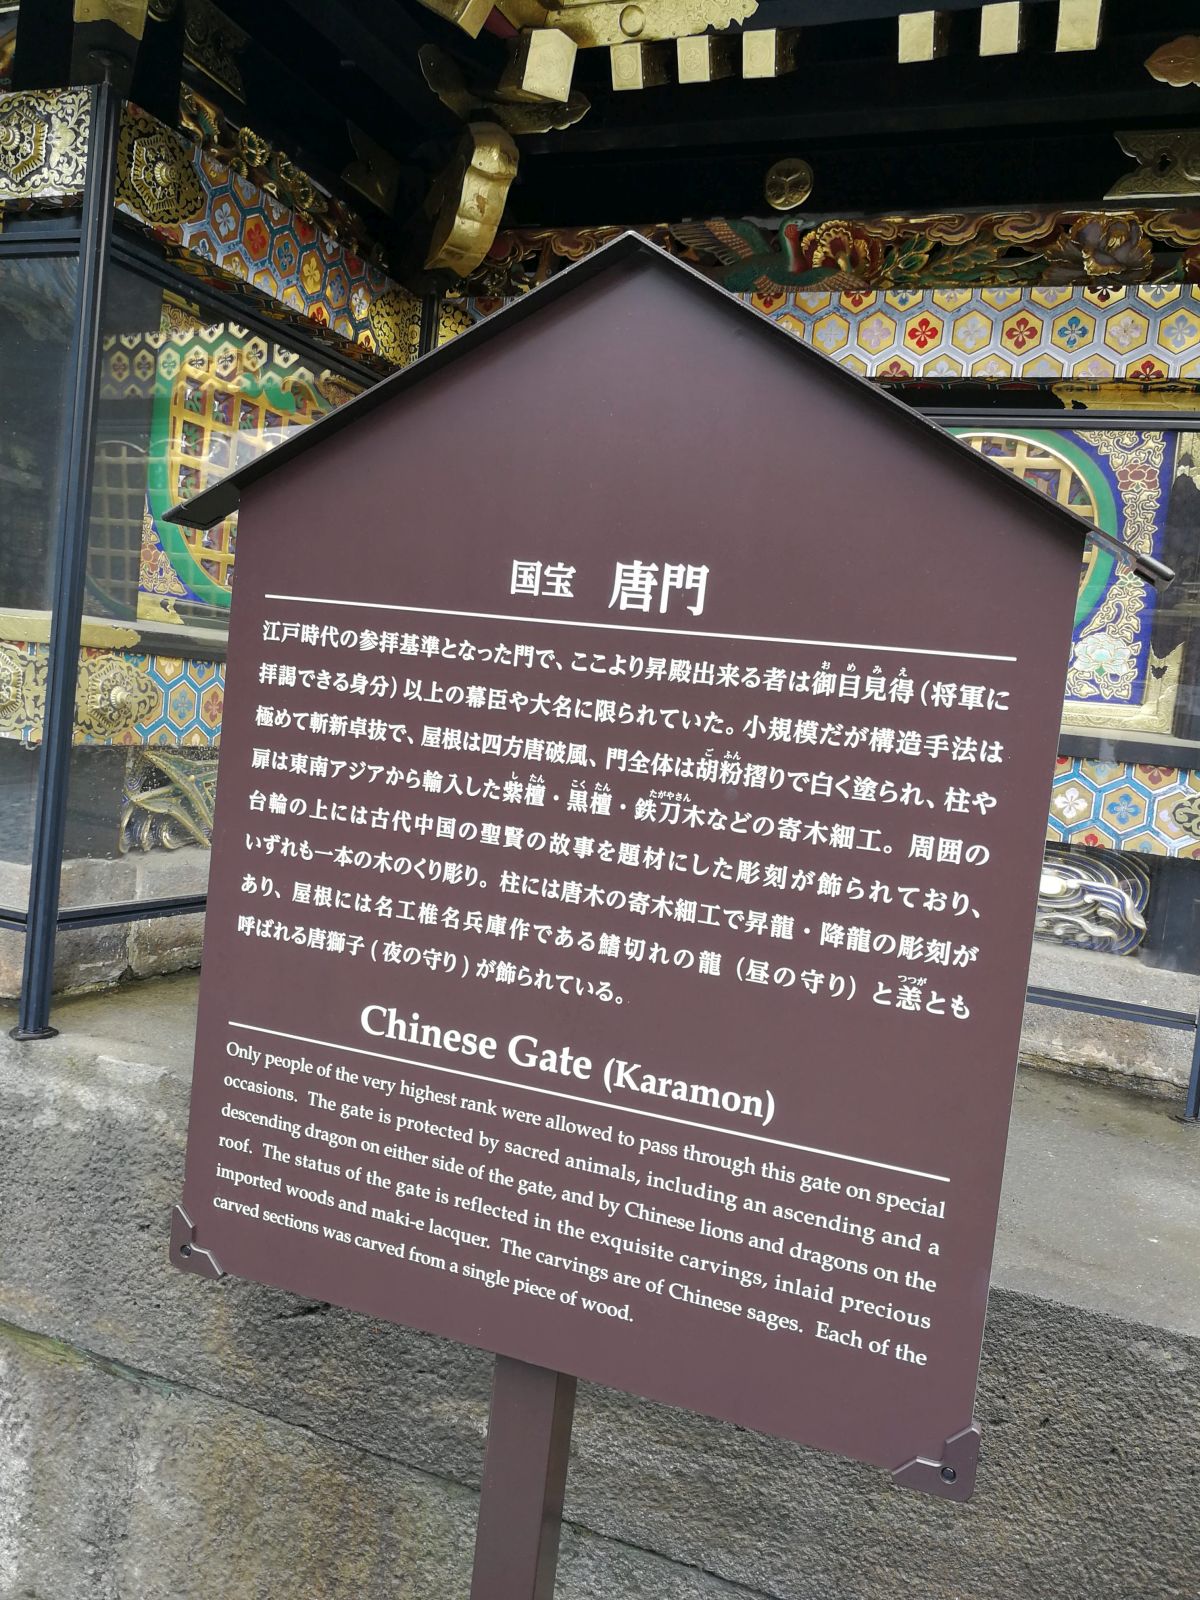 国宝 唐門
江戸時代の参拝基準となった門で、ここより昇殿出来る者は御目見得(将軍に
拝謁できる身分)以上の幕臣や大名に限られていた。小規模だが構造手法は
極めて斬新卓抜で、屋根は四方唐破風、門全体は胡粉摺りで白く塗られ、柱や
扉は東南アジアから輸入した紫檀・黒檀・鉄刀木などの寄木細工。周囲の
台輪の上には古代中国の聖賢の故事を題材にした彫刻が飾られており、
いずれも一本の木のくり彫り。柱には唐木の寄木細工で昇龍・降龍の彫刻が
あり、屋根には名工椎名兵庫作である鰭切れの龍(昼の守り)と恙とも
呼ばれる唐獅子(夜の守り)が飾られている。
Chinese Gate (Karamon)
Only people of the very highest rank were allowed to pass through this gate on special
occasions. The gate is protected by sacred animals, including an ascending and a
descending dragon on either side of the gate, and by Chinese lions and dragons on the
roof. The status of the gate is reflected in the exquisite carvings, inlaid precious
imported woods and maki-e lacquer. The carvings are of Chinese sages. Each of the
carved sections was carved from a single piece of wood.